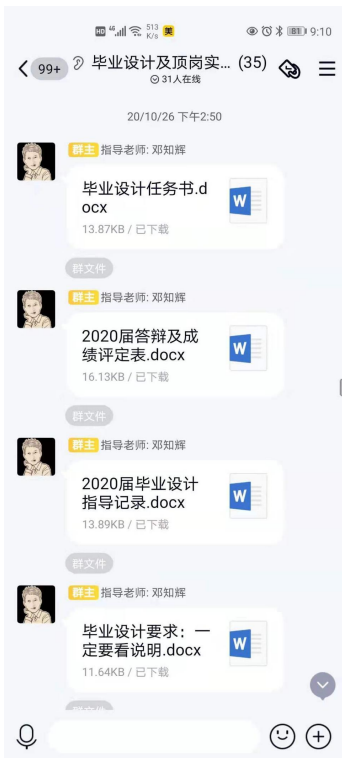 HD 46 513 K/s 美 81 9:10
99+ 毕业设计及顶岗实... (35)
31人在线
20/10/26 下午2:50
群主 指导老师: 邓知辉
毕业设计任务书.d
ocx
13.87KB / 已下载
群文件
群主 指导老师: 邓知辉
2020届答辩及成
绩评定表.docx
16.13KB / 已下载
群文件
群主 指导老师: 邓知辉
2020届毕业设计
指导记录.docx
13.89KB / 已下载
群文件
群主 指导老师: 邓知辉
毕业设计要求：一
定要看说明.docx
11.64KB / 已下载